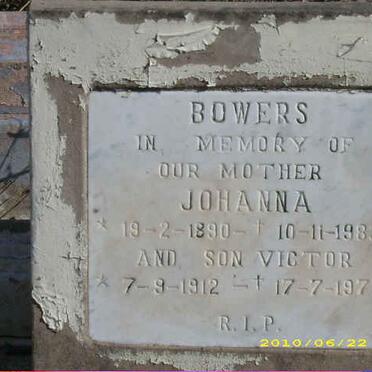 BOWERS
IN MEMORY OF
OUR MOTHER
JOHANNA
* 19-2-1890 - † 10-11-198
AND SON VICTOR
* 7-9-1912 - † 17-7-197
R.I.P.
2010/06/22